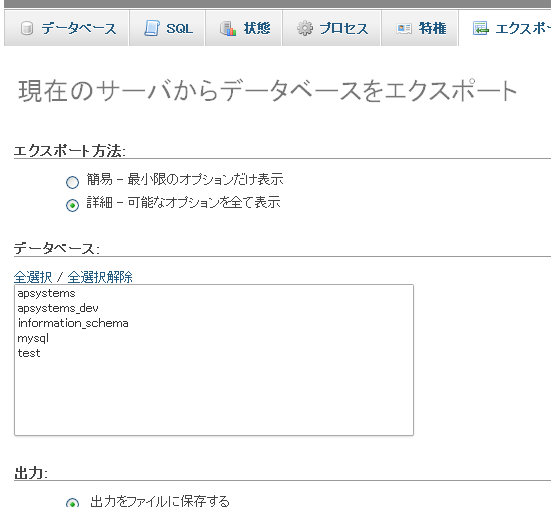 データベース SQL 状態 プロセス 特権 エクスポー
現在のサーバからデータベースをエクスポート
エクスポート方法:
簡易 – 最小限のオプションだけ表示
詳細 – 可能なオプションを全て表示
データベース:
全選択 / 全選択解除
apsystems
apsystems_dev
information_schema
mysql
test
出力:
出力をファイルに保存する